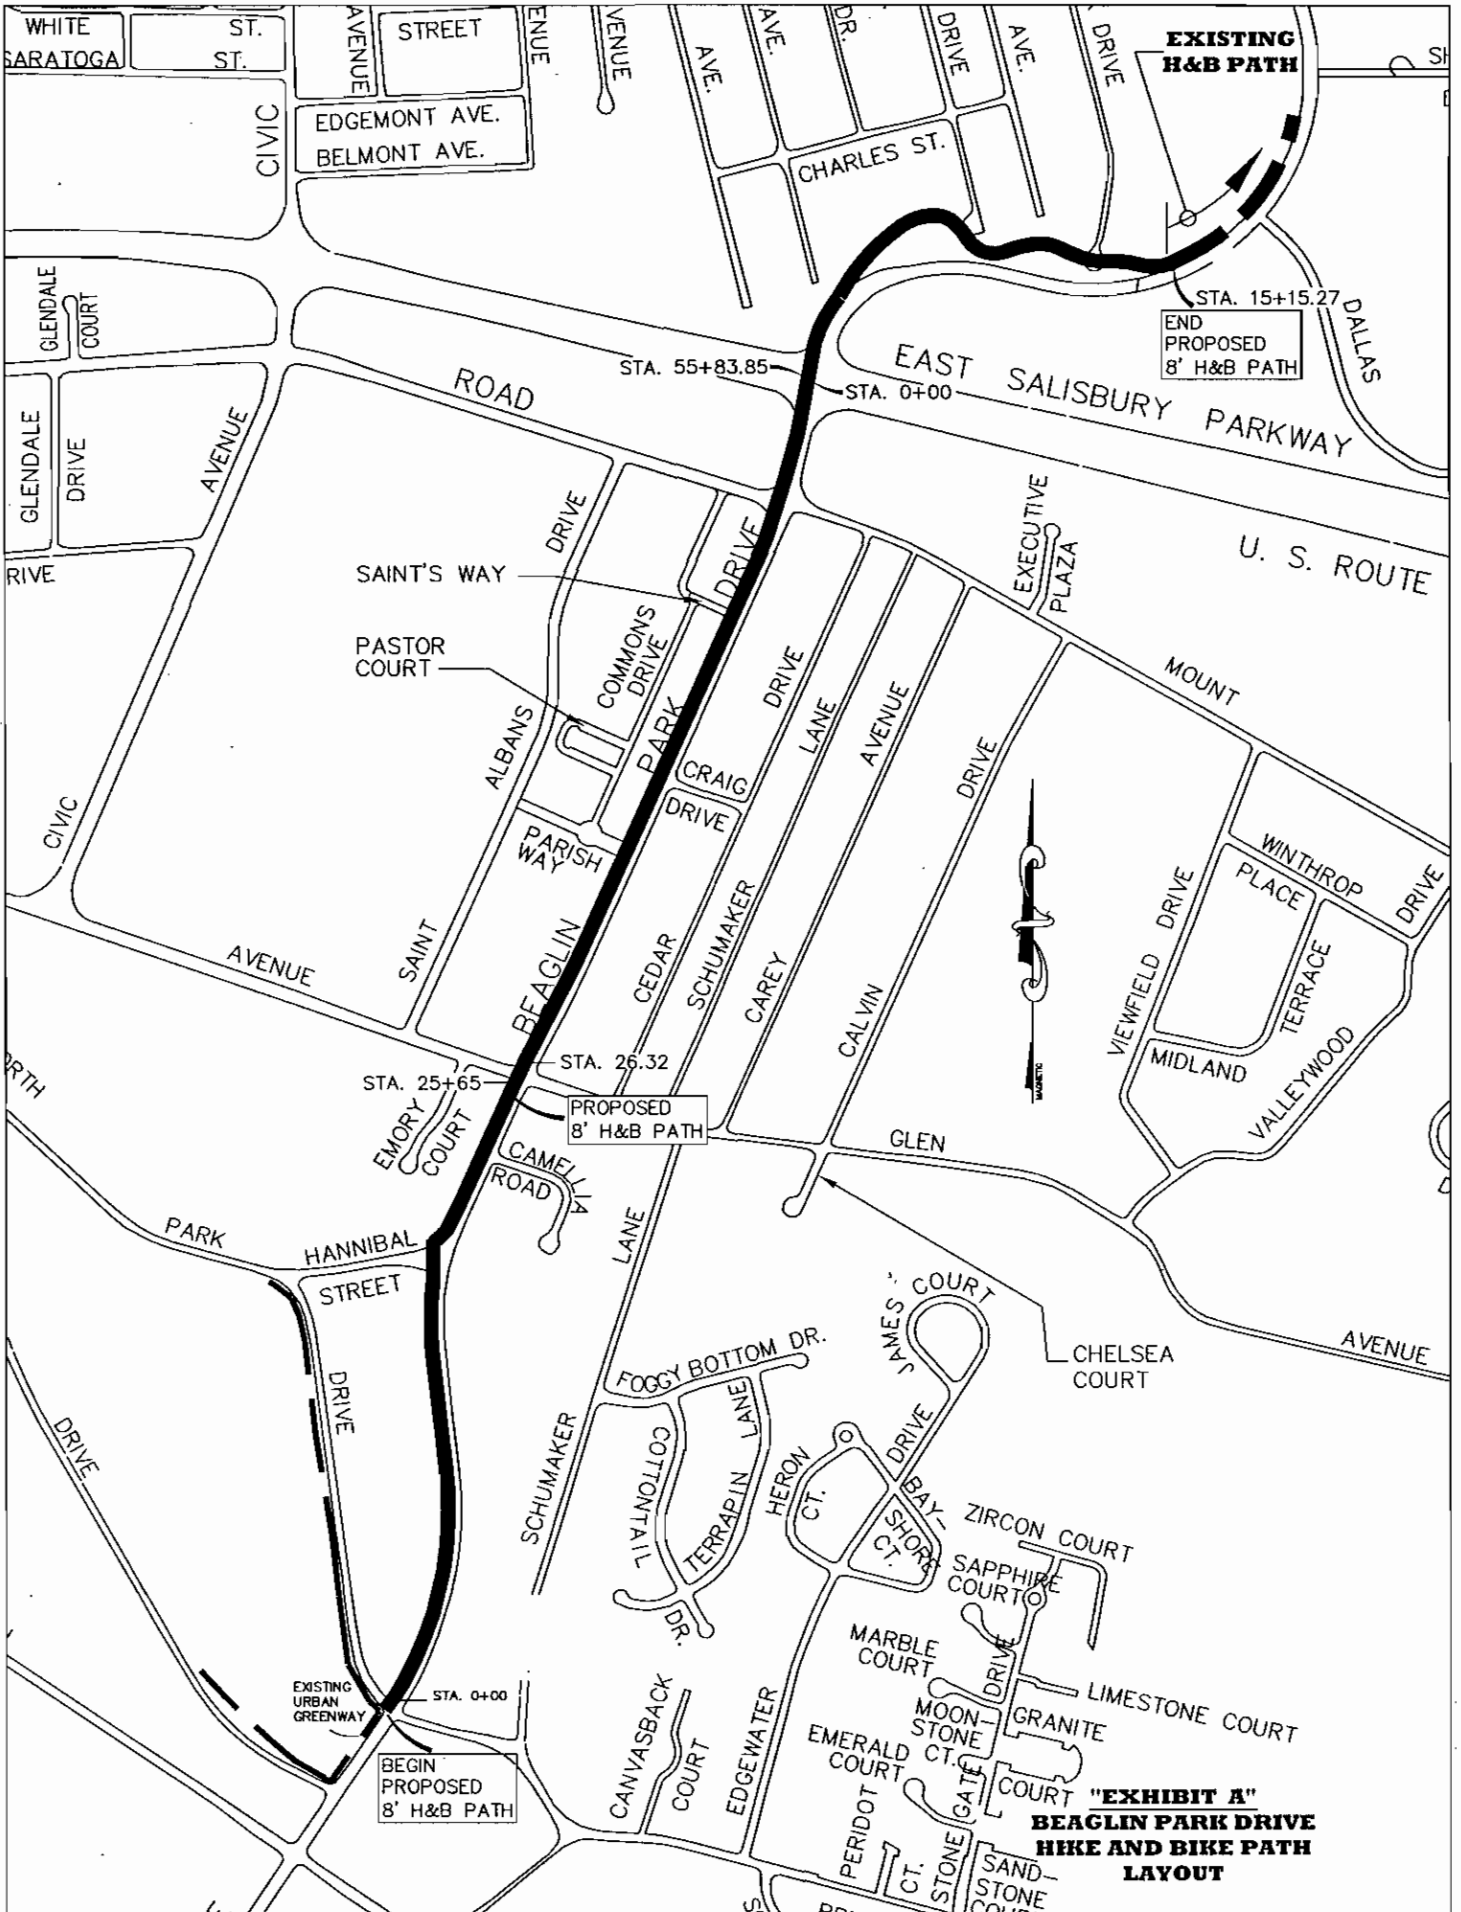 WHITE
ST.
SARATOGA
ST.
AVENUE
STREET
ENUE
VENUE
AVE.
AVE.
DR.
DRIVE
AVE.
DRIVE
EXISTING
H&B PATH
CIVIC
EDGEMONT AVE.
BELMONT AVE.
CHARLES ST.
GLENDALE
COURT
STA. 15+15.27
END
PROPOSED
8' H&B PATH
DALLAS
STA. 55+83.85
STA. 0+00
EAST SALISBURY PARKWAY
ROAD
GLENDALE
DRIVE
AVENUE
RIVE
DRIVE
DRIVE
EXECUTIVE
PLAZA
U. S. ROUTE
SAINT'S WAY
PASTOR
COURT
COMMONS
DRIVE
PARK
DRIVE
LANE
AVENUE
DRIVE
MOUNT
ALBANS
CRAIG
DRIVE
PARISH
WAY
CIVIC
WINTHROP
PLACE
DRIVE
DRIVE
TERRACE
VIEWFIELD
MIDLAND
VALLEYWOOD
AVENUE
SAINT
BEAGLIN
CEDAR
SCHUMAKER
CAREY
CALVIN
MAGNETIC
ORTH
STA. 26.32
STA. 25+65
PROPOSED
8' H&B PATH
EMORY
COURT
CAMELLIA
ROAD
GLEN
PARK
HANNIBAL
STREET
LANE
JAMES COURT
CHELSEA
COURT
AVENUE
DRIVE
DRIVE
FOGGY BOTTOM DR.
LANE
SCHUMAKER
COTTONTAIL
TERRAPIN
DR.
HERON
CT.
DRIVE
BAY-
SHORE
CT.
ZIRCON COURT
SAPPHIRE
COURT
MARBLE
COURT
DRIVE
LIMESTONE COURT
MOON-
STONE
CT.
GRANITE
COURT
EMERALD
COURT
GATE
STONE
PERIDOT
CT.
SAND-
STONE
EXISTING
URBAN
GREENWAY
STA. 0+00
BEGIN
PROPOSED
8' H&B PATH
CANVASBACK
COURT
EDGEWATER
"EXHIBIT A"
BEAGLIN PARK DRIVE
HIKE AND BIKE PATH
LAYOUT